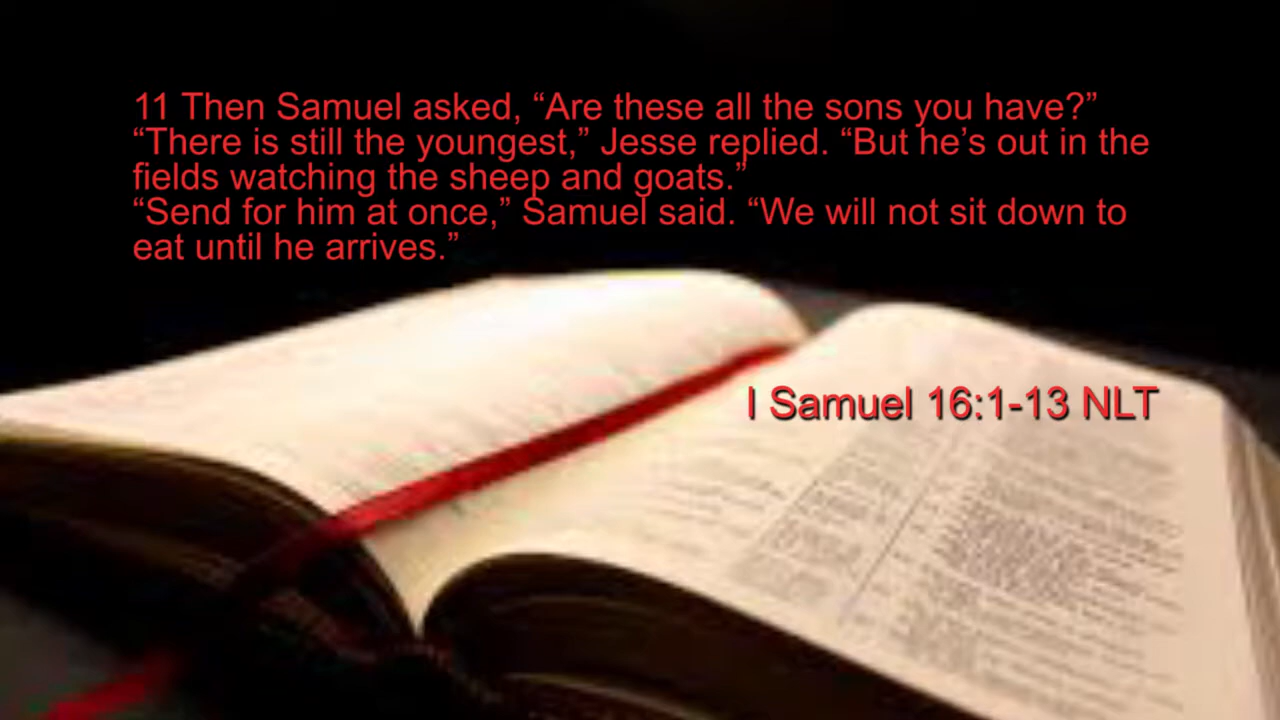 11 Then Samuel asked, “Are these all the sons you have?”
“There is still the youngest,” Jesse replied. “But he’s out in the
fields watching the sheep and goats.”
“Send for him at once,” Samuel said. “We will not sit down to
eat until he arrives.”
I Samuel 16:1-13 NLT